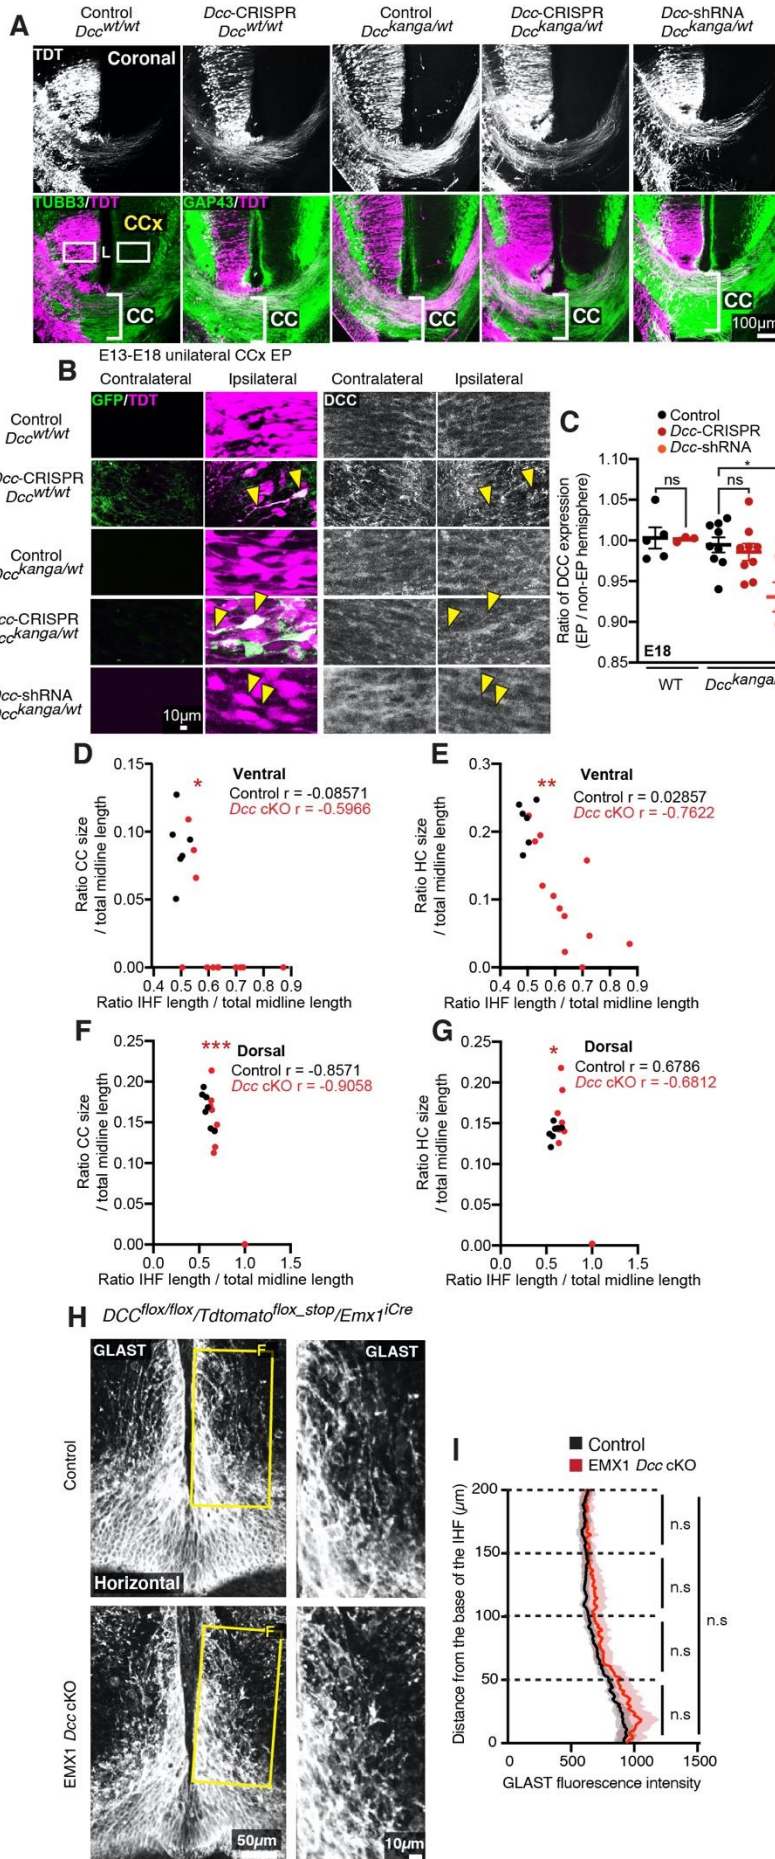 A
Control
Dcc^wt/wt
Dcc-CRISPR
Dcc^wt/wt
Control
Dcc^kanga/wt
Dcc-CRISPR
Dcc^kanga/wt
Dcc-shRNA
Dcc^kanga/wt
TDT
Coronal
TUBB3/TDT
GAP43/TDT
CCx
L
CC
CC
CC
CC
CC
100µm
E13-E18 unilateral CCx EP
B
Contralateral
Ipsilateral
Contralateral
Ipsilateral
GFP/TDT
DCC
Control
Dcc^wt/wt
Dcc-CRISPR
Dcc^wt/wt
Control
Dcc^kanga/wt
cc-CRISPR
cc^kanga/wt
Dcc-shRNA
Dcc^kanga/wt
10µm
C
Control
Dcc-CRISPR
Dcc-shRNA
1.10
1.05
1.00
0.95
0.90
0.85
Ratio of DCC expression
(EP / non-EP hemisphere)
ns
ns
*
E18
WT
Dcc^kanga/
D
0.15
0.10
0.05
0.00
Ratio CC size
/ total midline length
*
Ventral
Control r = -0.08571
Dcc cKO r = -0.5966
0.4 0.5 0.6 0.7 0.8 0.9
Ratio IHF length / total midline length
E
0.3
0.2
0.1
0.0
Ratio HC size
/ total midline length
**
Ventral
Control r = 0.02857
Dcc cKO r = -0.7622
0.4 0.5 0.6 0.7 0.8 0.9
Ratio IHF length / total midline length
F
0.25
0.20
0.15
0.05
0.00
Ratio CC size
/ total midline length
***
Dorsal
Control r = -0.8571
Dcc cKO r = -0.9058
0.0 0.5 1.0 1.5
Ratio IHF length / total midline length
G
0.25
0.20
0.15
0.05
0.00
Ratio HC size
/ total midline length
*
Dorsal
Control r = 0.6786
Dcc cKO r = -0.6812
0.0 0.5 1.0 1.5
Ratio IHF length / total midline length
H
DCC^flox/flox/Tdtomato^flox_stop/Emx1^iCre
GLAST
F
GLAST
Control
Horizontal
F
EMX1 Dcc cKO
50µm
10µm
I
Control
EMX1 Dcc cKO
200
150
100
50
0
Distance from the base of the IHF (µm)
n.s
n.s
n.s
n.s
n.s
0 500 1000 1500
GLAST fluorescence intensity